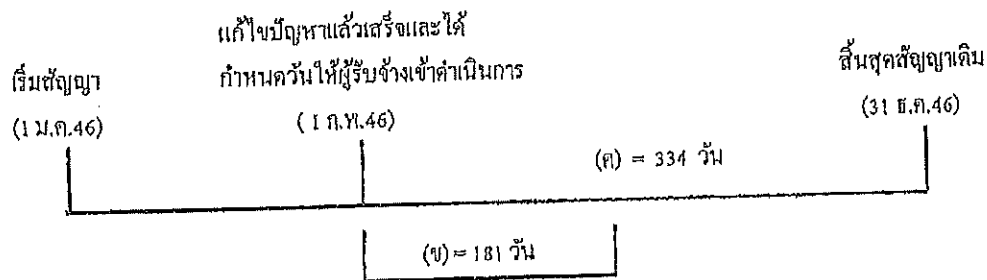 แก้ไขปัญหาแล้วเสร็จและได้
กำหนดวันให้ผู้รับจ้างเข้าดำเนินการ
(1 ก.พ.46)
เริ่มสัญญา
(1 ม.ค.46)
สิ้นสุดสัญญาเดิม
(31 ธ.ค.46)
(ค) = 334 วัน
(ข) = 181 วัน